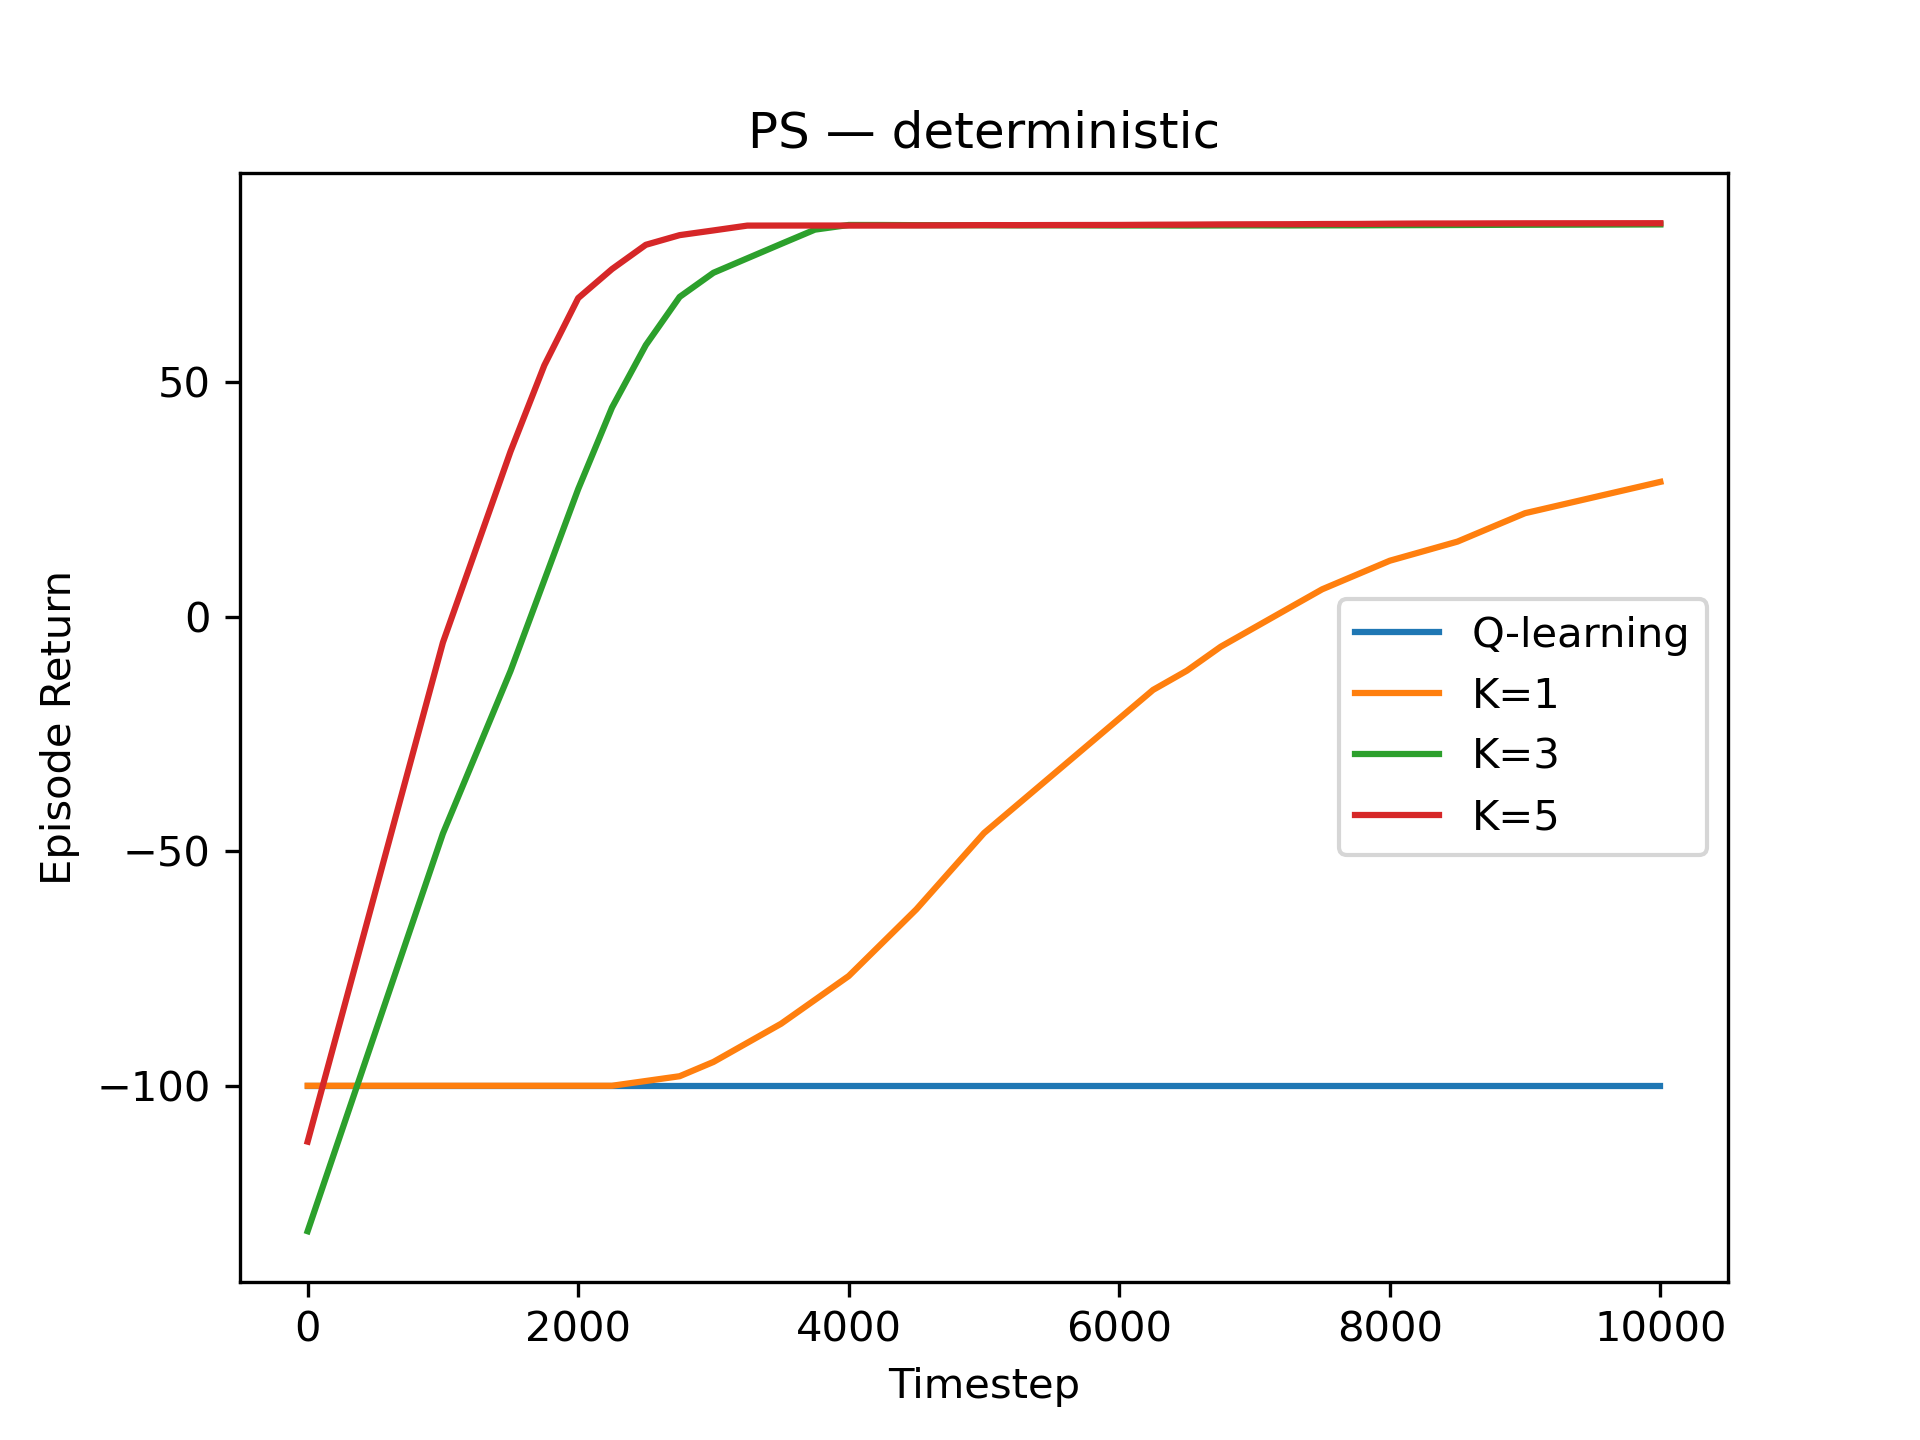 PS — deterministic
Episode Return
50
0
−50
−100
0 2000 4000 6000 8000 10000
Timestep
Q-learning
K=1
K=3
K=5